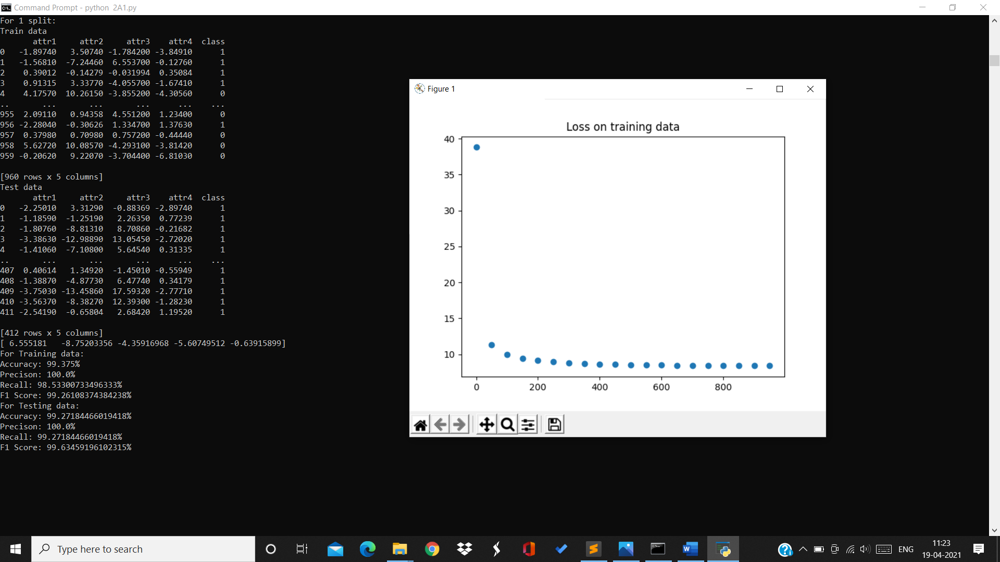 Command Prompt - python  2A1.py
For 1 split:
Train data
       attr1     attr2     attr3    attr4  class
0   -1.89740   3.50740 -1.784200 -3.84910      1
1   -1.56810  -7.24460  6.553700 -0.12760      1
2    0.39012  -0.14279 -0.031994  0.35084      1
3    0.91315   3.33770 -4.055700 -1.67410      1
4    4.17570  10.26150 -3.855200 -4.30560      0
..       ...       ...       ...      ...    ...
955  2.09110   0.94358  4.551200  1.23400      0
956 -2.28040  -0.30626  1.334700  1.37630      1
957  0.37980   0.70980  0.757200 -0.44440      0
958  5.62720  10.08570 -4.293100 -3.81420      0
959 -0.20620   9.22070 -3.704400 -6.81030      0
[960 rows x 5 columns]
Test data
       attr1     attr2     attr3    attr4  class
0   -2.25010   3.31290  -0.88369 -2.89740      1
1   -1.18590  -1.25190   2.26350  0.77239      1
2   -1.80760  -8.81310   8.70860 -0.21682      1
3   -3.38630 -12.98890  13.05450 -2.72020      1
4   -1.41060  -7.10800   5.64540  0.31335      1
..       ...       ...       ...      ...    ...
407  0.40614   1.34920  -1.45010 -0.55949      1
408 -1.38870  -4.87730   6.47740  0.34179      1
409 -3.75030 -13.45860  17.59320 -2.77710      1
410 -3.56370  -8.38270  12.39300 -1.28230      1
411 -2.54190  -0.65804   2.68420  1.19520      1
[412 rows x 5 columns]
[ 6.555181   -8.75203356 -4.35916968 -5.60749512 -0.63915899]
For Training data:
Accuracy: 99.375%
Precison: 100.0%
Recall: 98.53300733496333%
F1 Score: 99.26108374384238%
For Testing data:
Accuracy: 99.27184466019418%
Precison: 100.0%
Recall: 99.27184466019418%
F1 Score: 99.63459196102315%
Figure 1
Loss on training data
40
35
30
25
20
15
10
0 200 400 600 800
Type here to search
ENG
11:23
19-04-2021